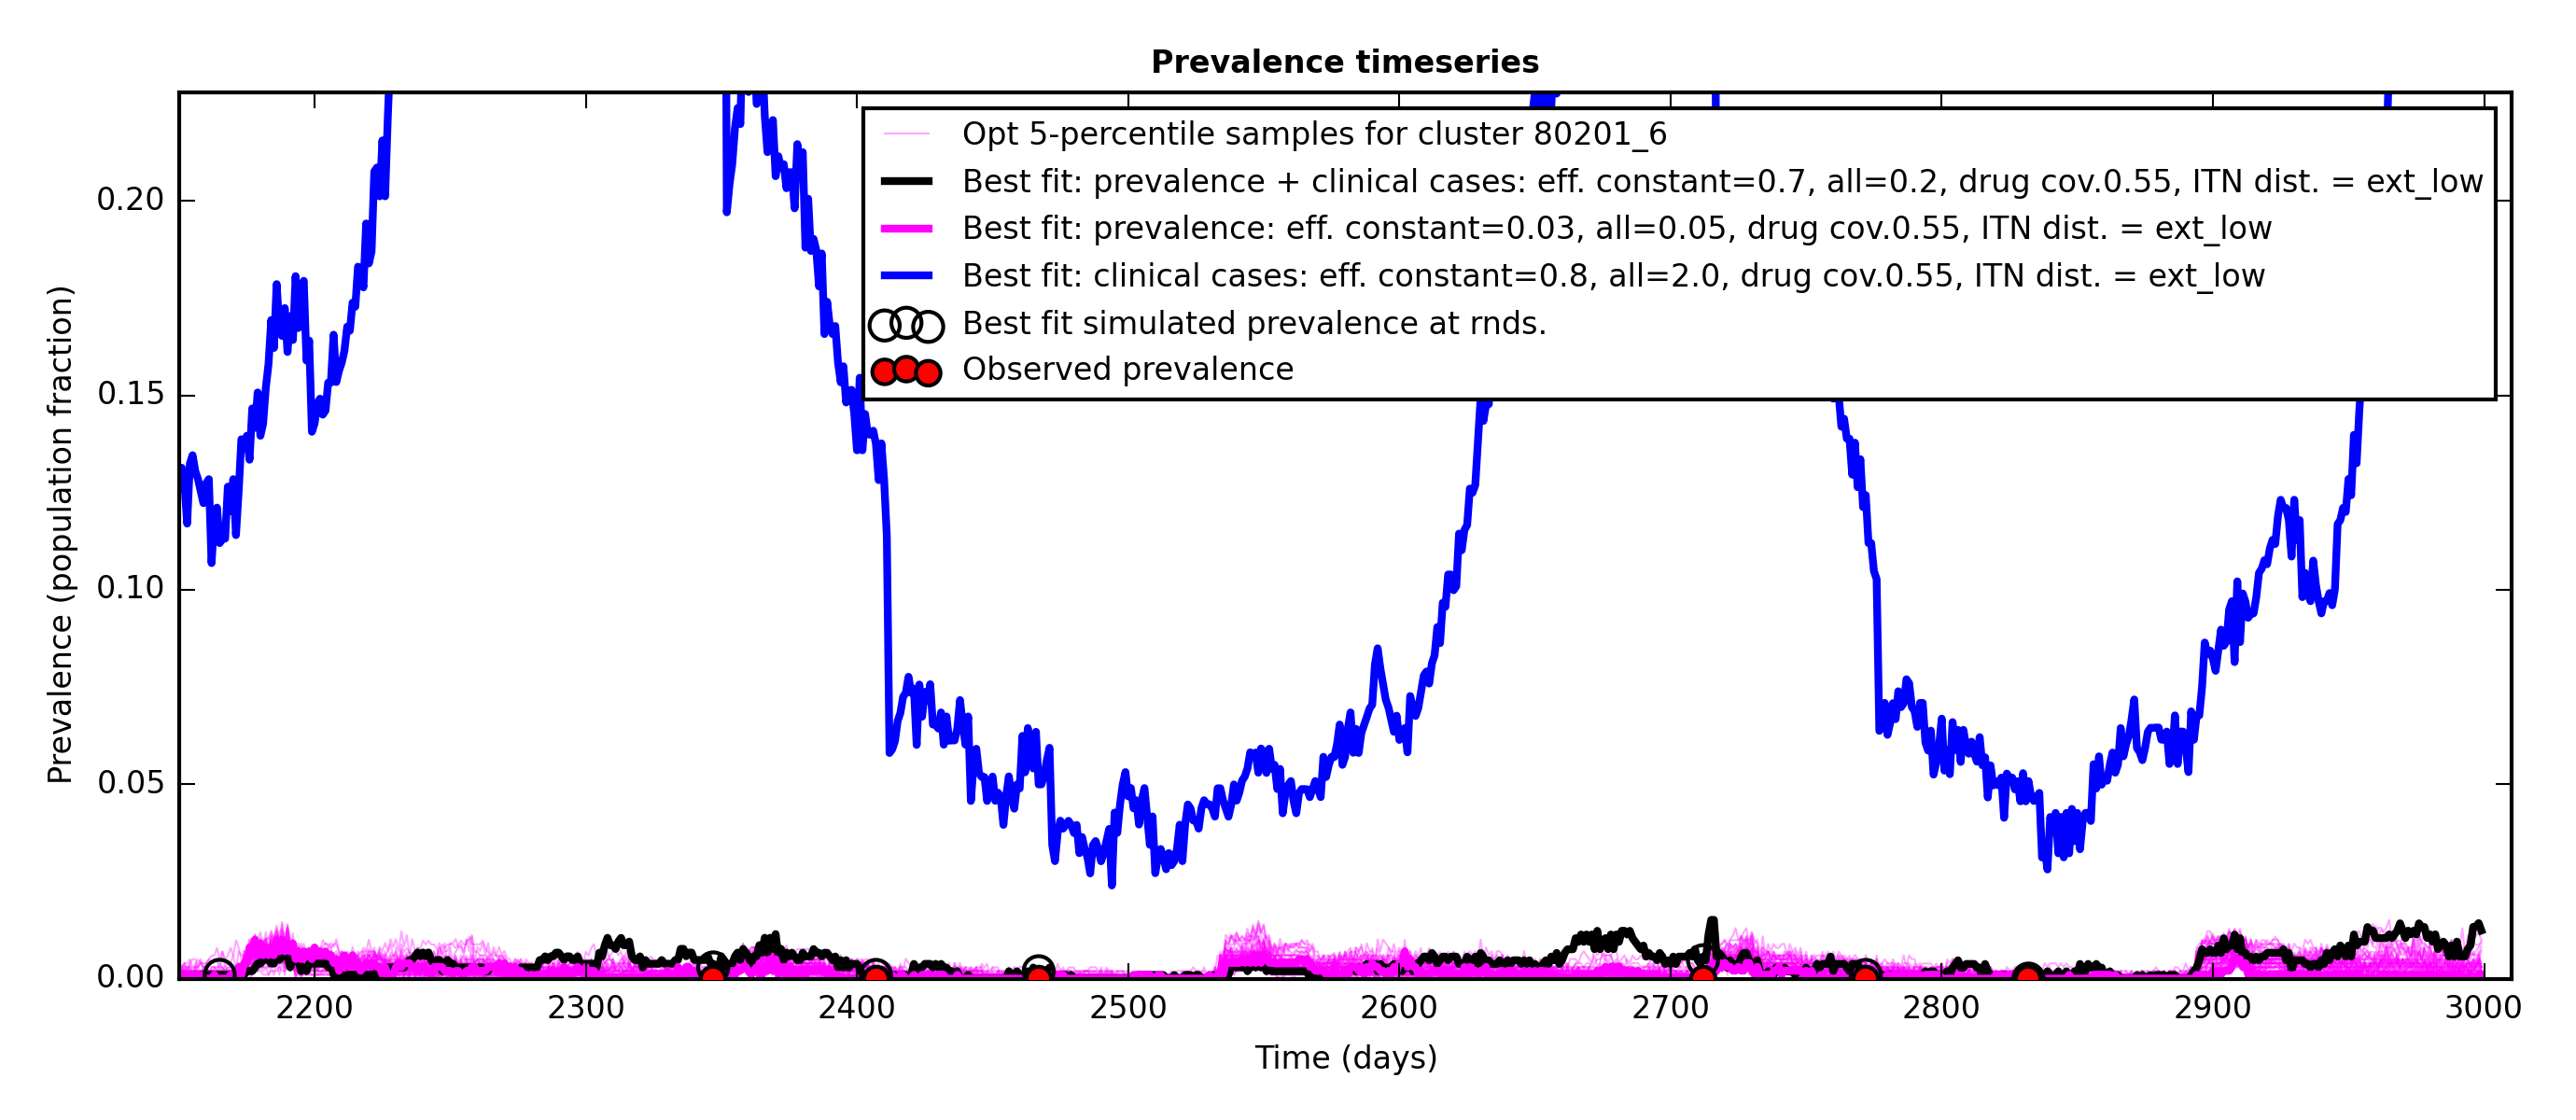 Prevalence timeseries
Opt 5-percentile samples for cluster 80201_6
Best fit: prevalence + clinical cases: eff. constant=0.7, all=0.2, drug cov.0.55, ITN dist. = ext_low
Best fit: prevalence: eff. constant=0.03, all=0.05, drug cov.0.55, ITN dist. = ext_low
Best fit: clinical cases: eff. constant=0.8, all=2.0, drug cov.0.55, ITN dist. = ext_low
Best fit simulated prevalence at rnds.
Observed prevalence
Prevalence (population fraction)
0.20
0.15
0.10
0.05
0.00
2200 2300 2400 2500 2600 2700 2800 2900 3000
Time (days)